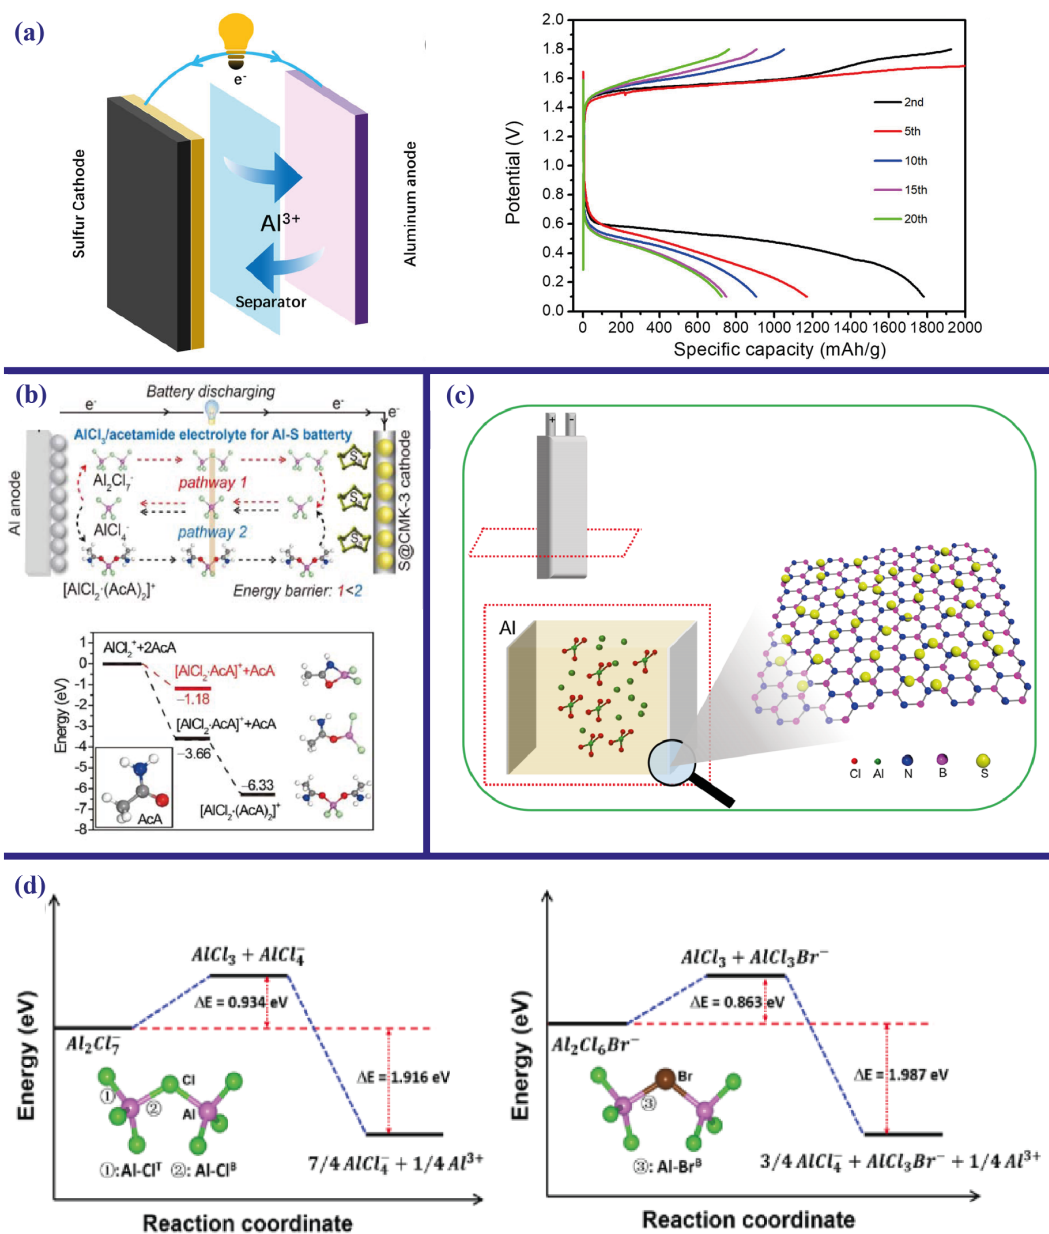 (a)
e-
Sulfur Cathode
Al3+
Separator
Aluminum anode
Potential (V)
1.8
1.6
1.4
1.2
1.0
0.8
0.6
0.4
0.2
0.0
2nd
5th
10th
15th
20th
0 200 400 600 800 1000 1200 1400 1600 1800 2000
Specific capacity (mAh/g)
(b)
Battery discharging
e- e- e-
AlCl3/acetamide electrolyte for Al-S battery
Al anode
Al2Cl7-
pathway 1
AlCl4-
pathway 2
[AlCl2·(AcA)2]+
Energy barrier: 1<2
S8
S8
S8
S@CMK-3 cathode
Energy (eV)
1
0
-1
-2
-3
-4
-5
-6
-7
-8
AlCl2++2AcA
[AlCl2·AcA]++AcA
−1.18
[AlCl2·AcA]++AcA
−3.66
−6.33
[AlCl2·(AcA)2]+
AcA
(c)
+ −
Al
Cl Al N B S
(d)
Energy (eV)
AlCl3 + AlCl4−
ΔE = 0.934 eV
Al2Cl7−
ΔE = 1.916 eV
Cl
Al
①
②
①:Al-ClT ②: Al-ClB
7/4 AlCl4− + 1/4 Al3+
Reaction coordinate
Energy (eV)
AlCl3 + AlCl3Br−
ΔE = 0.863 eV
Al2Cl6Br−
ΔE = 1.987 eV
Br
③
③: Al-BrB
3/4 AlCl4− + AlCl3Br− + 1/4 Al3+
Reaction coordinate